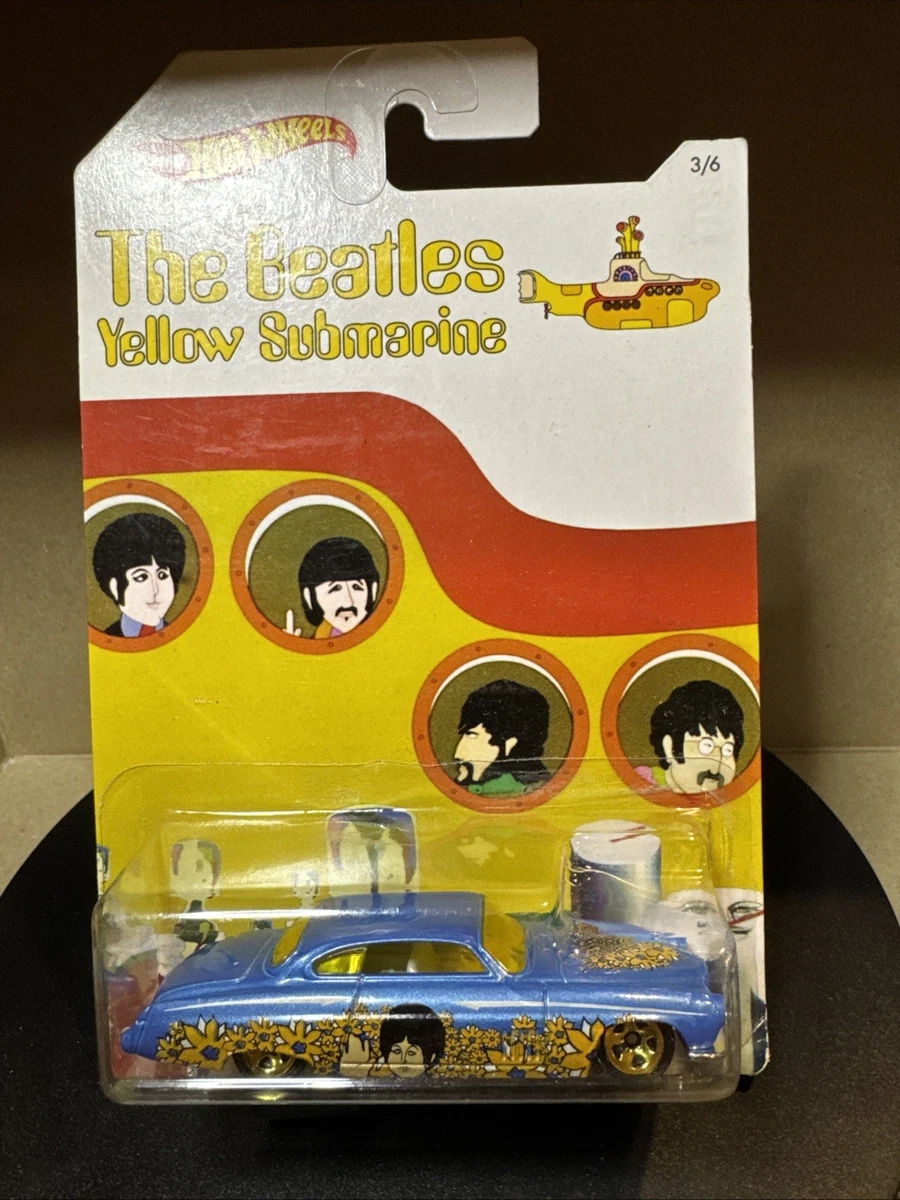 Hot Wheels
3/6
The Beatles
Yellow Submarine